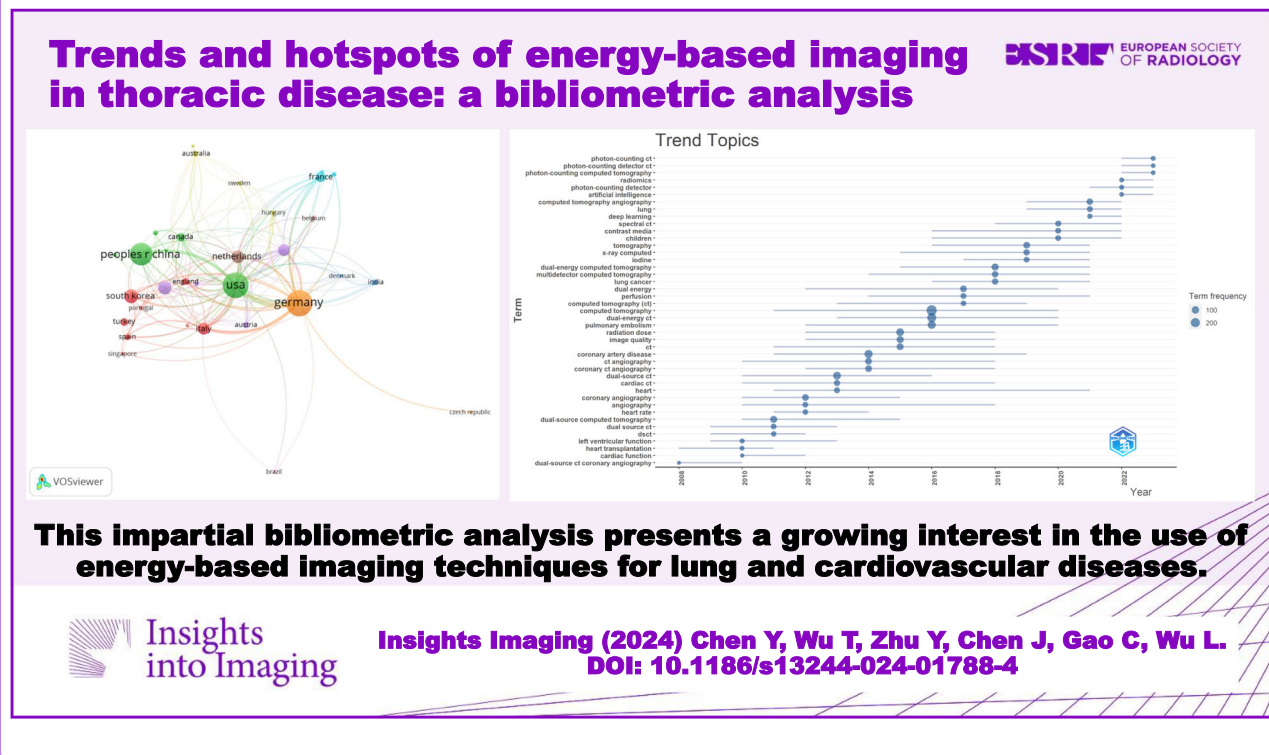 Trends and hotspots of energy-based imaging
in thoracic disease: a bibliometric analysis
EUROPEAN SOCIETY
OF RADIOLOGY
australia
sweden
france
hungary
belgium
canada
peoples r china
netherlands
england
usa
denmark
india
south korea
portugal
germany
turkey
italy
austria
spain
singapore
czech republic
brazil
VOSviewer
Trend Topics
photon-counting ct
photon-counting detector ct
photon-counting computed tomography
radiomics
photon-counting detector
artificial intelligence
computed tomography angiography
lung
deep learning
spectral ct
contrast media
children
tomography
x-ray computed
iodine
dual-energy computed tomography
multidetector computed tomography
lung cancer
dual energy
perfusion
computed tomography (ct)
computed tomography
dual-energy ct
pulmonary embolism
radiation dose
image quality
ct
coronary artery disease
ct angiography
coronary ct angiography
dual-source ct
cardiac ct
heart
coronary angiography
angiography
heart rate
dual-source computed tomography
dual source ct
dsct
left ventricular function
heart transplantation
cardiac function
dual-source ct coronary angiography
Term
2008
2010
2012
2014
2016
2018
2020
2022
Year
Term frequency
100
200
This impartial bibliometric analysis presents a growing interest in the use of
energy-based imaging techniques for lung and cardiovascular diseases.
Insights
into Imaging
Insights Imaging (2024) Chen Y, Wu T, Zhu Y, Chen J, Gao C, Wu L.
DOI: 10.1186/s13244-024-01788-4